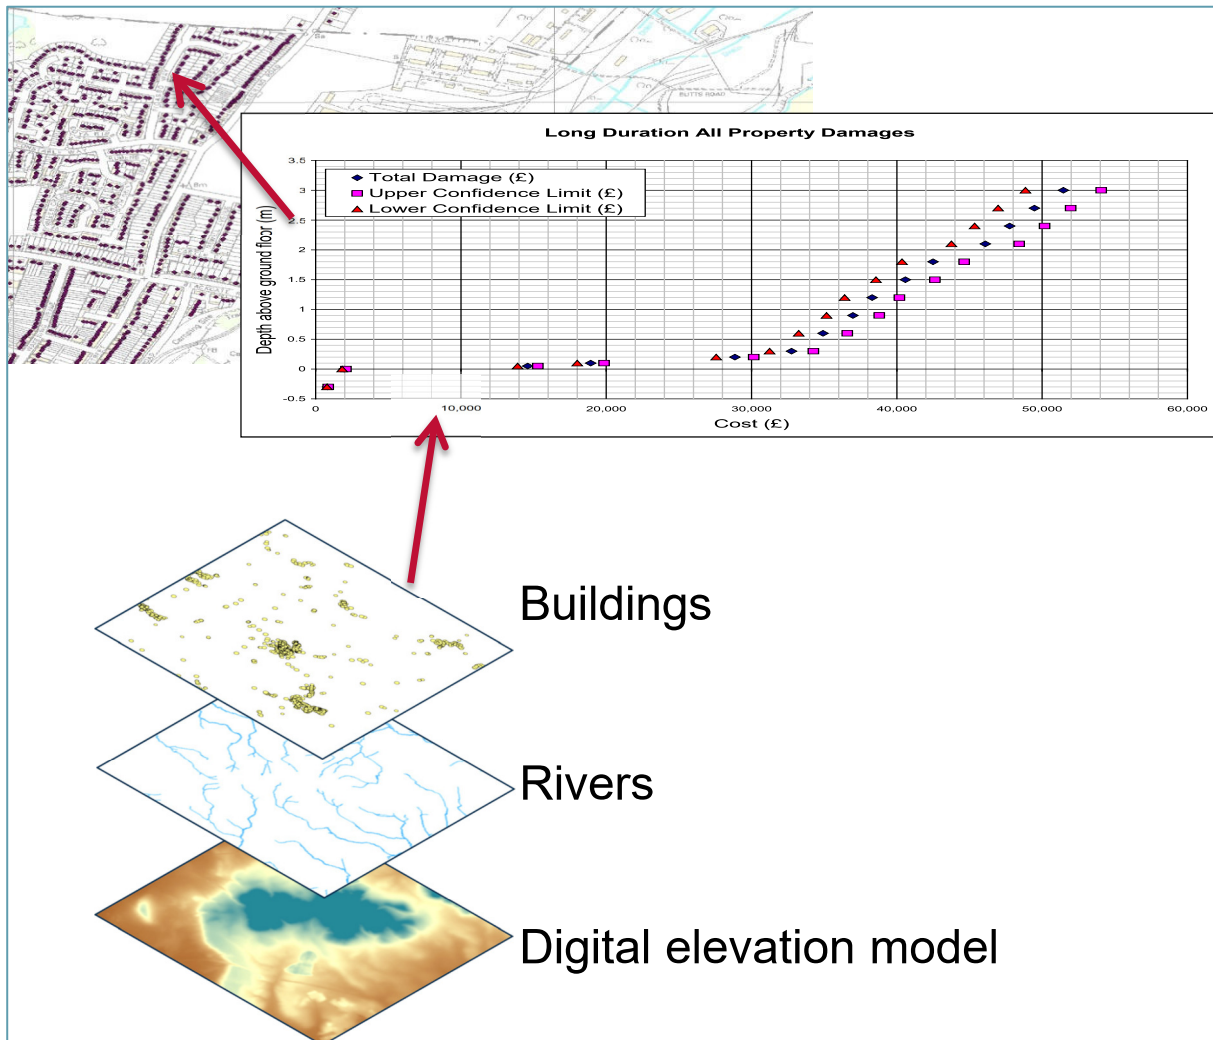 BUTTS ROAD
Long Duration All Property Damages
Total Damage (£)
Upper Confidence Limit (£)
Lower Confidence Limit (£)
Depth above ground floor (m)
3.5
3
2.5
2
1.5
1
0.5
0
-0.5
0 10,000 20,000 30,000 40,000 50,000 60,000
Cost (£)
Buildings
Rivers
Digital elevation model